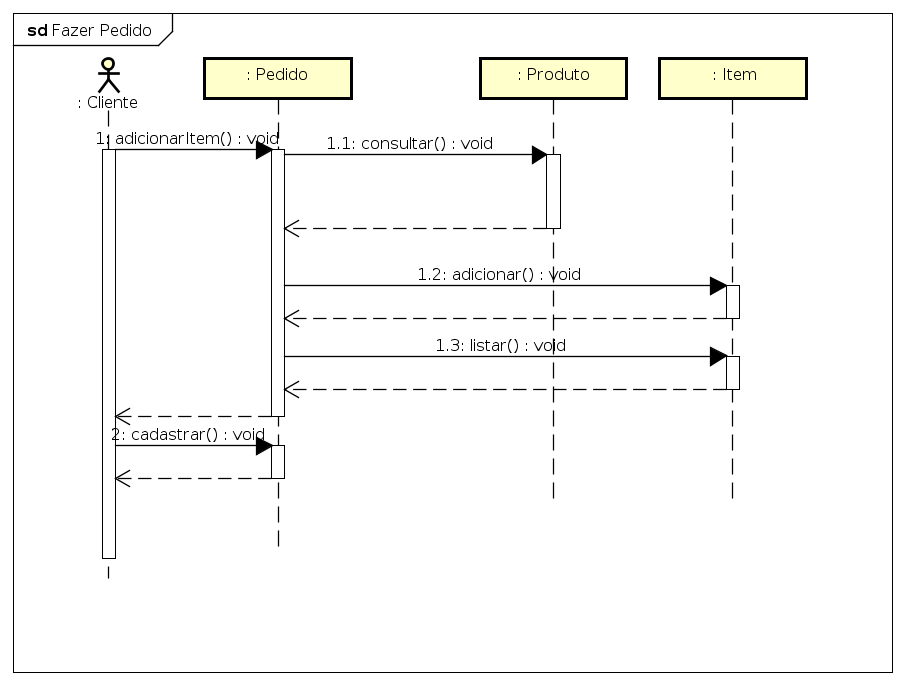 sd Fazer Pedido
: Cliente
: Pedido
: Produto
: Item
1: adicionarItem() : void
1.1: consultar() : void
1.2: adicionar() : void
1.3: listar() : void
2: cadastrar() : void